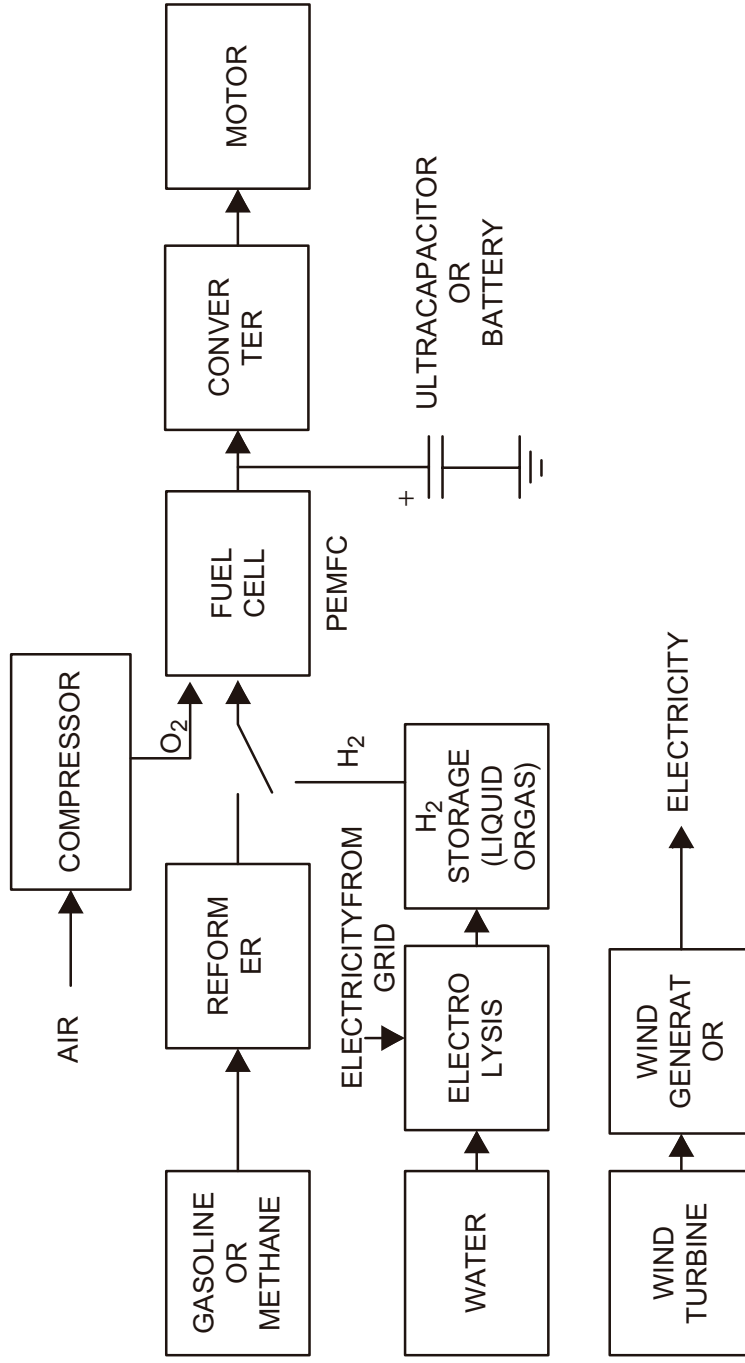 AIR
COMPRESSOR
O2
GASOLINE
OR
METHANE
REFORM
ER
FUEL
CELL
PEMFC
CONVER
TER
MOTOR
+
ULTRACAPACITOR
OR
BATTERY
H2
ELECTRICITYFROM
GRID
WATER
ELECTRO
LYSIS
H2
STORAGE
(LIQUID
ORGAS)
WIND
TURBINE
WIND
GENERAT
OR
ELECTRICITY